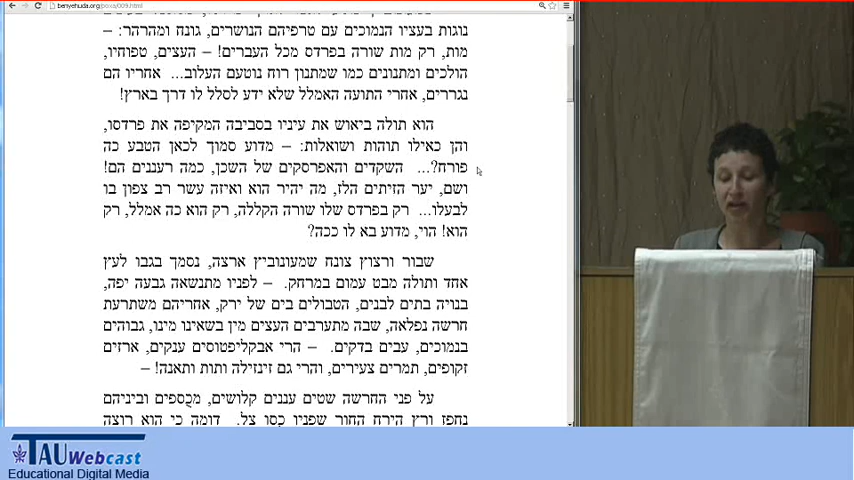 benyehuda.org/poxs/009.html
נוגות בעציו הנמוכים עם טרפיהם הנושרים, גונח ומהרהר: –
מות, רק מות שורה בפרדס מכל העברים! – העצים, טפוחיו,
הולכים ומתנונים כמו שמתנון רוח נוטעם העלוב... אחריו הם
נגררים, אחרי התועה האמלל שלא ידע לסלל לו דרך בארץ!
הוא תולה ביאוש את עיניו בסביבה המקיפה את פרדסו,
והן כאילו תוהות ושואלות: – מדוע סמוך לכאן הטבע כה
פורח?... השקדים והאפרסקים של השכן, כמה רעננים הם!
ושם, יער הזיתים הלז, מה יהיר הוא ואיזה עשר רב צפון בו
לבעלו... רק בפרדס שלו שורה הקללה, רק הוא כה אמלל, רק
הוא! הוי, מדוע בא לו ככה?
שבור ורצוץ צונח שמעונוביץ ארצה, נסמך בגבו לעץ
אחד ותולה מבט עמום במרחק. – לפניו מתנשאה גבעה יפה,
בנויה בתים לבנים, הטבולים בים של ירק, אחריהם משתרעת
חרשה נפלאה, שבה מתערבים העצים מין בשאינו מינו, גבוהים
בנמוכים, עבים בדקים. – הרי אבקליפטוסים ענקים, ארזים
זקופים, תמרים צעירים, והרי גם זינזילה ותות ותאנה! –
על פני החרשה שטים עננים קלושים, מכספים וביניהם
נחפז ורץ הירח החור שפניו כסו צל. דומה כי הוא רוצה
TAU Webcast
Educational Digital Media